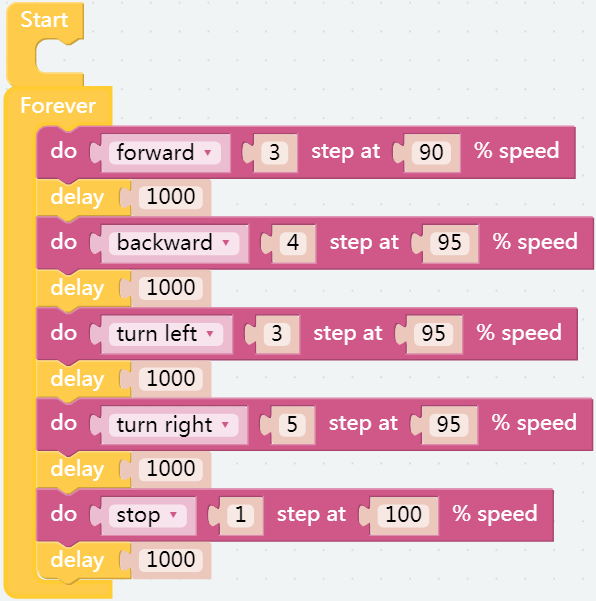 Start
Forever
do forward 3 step at 90 % speed
delay 1000
do backward 4 step at 95 % speed
delay 1000
do turn left 3 step at 95 % speed
delay 1000
do turn right 5 step at 95 % speed
delay 1000
do stop 1 step at 100 % speed
delay 1000